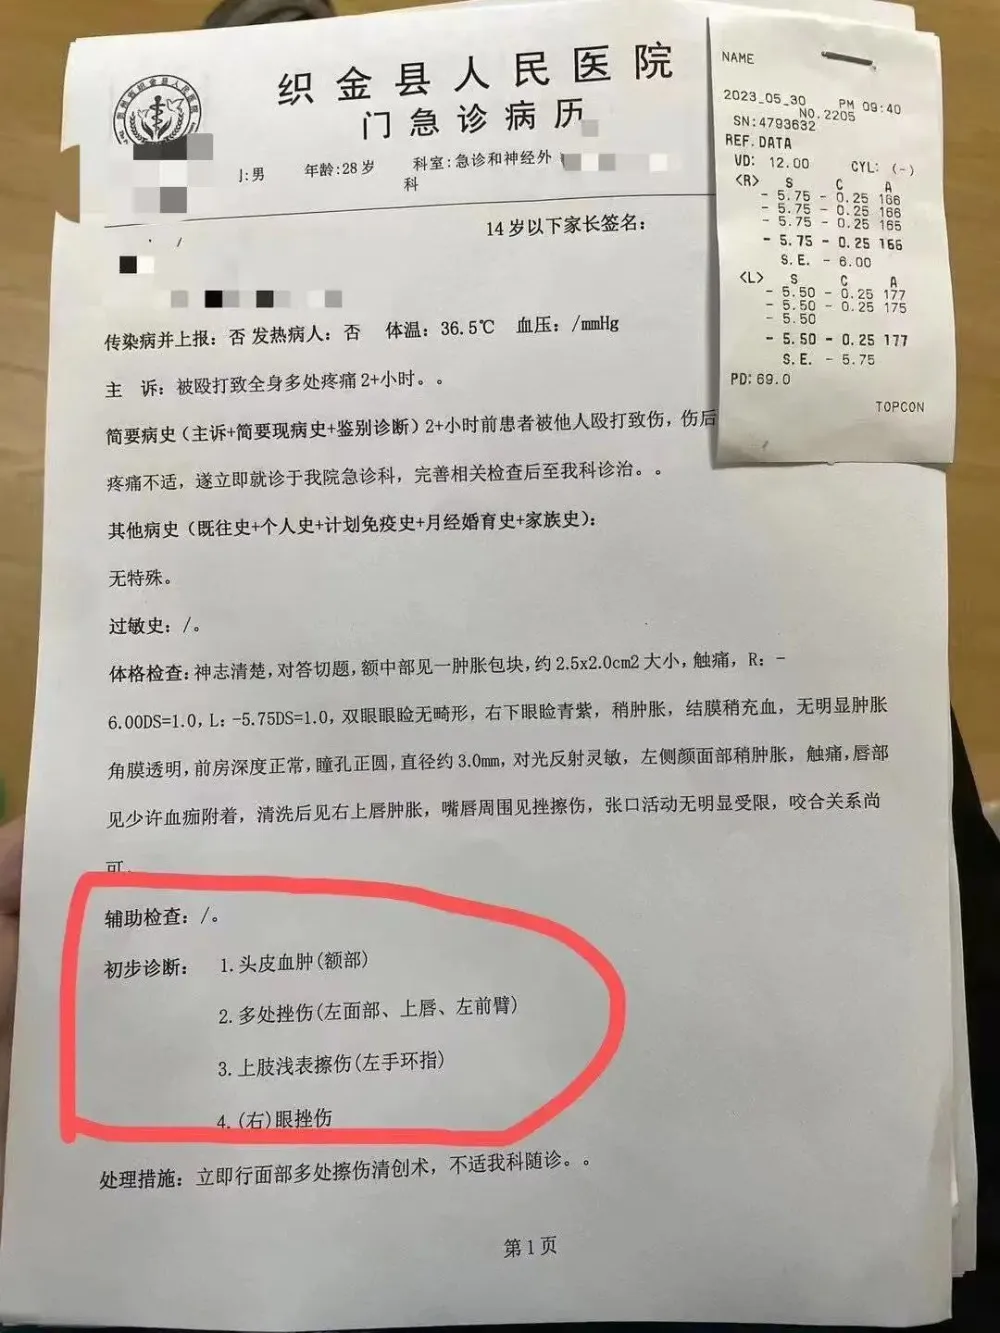 织金县人民医院
门急诊病历
男 年龄:28岁 科室:急诊和神经外
科
14岁以下家长签名：
传染病并上报：否 发热病人：否 体温：36.5℃ 血压：/mmHg
主 诉：被殴打致全身多处疼痛2+小时。。
简要病史（主诉+简要现病史+鉴别诊断）2+小时前患者被他人殴打致伤，伤后
疼痛不适，遂立即就诊于我院急诊科，完善相关检查后至我科诊治。。
其他病史（既往史+个人史+计划免疫史+月经婚育史+家族史）：
无特殊。
过敏史：/。
体格检查：神志清楚，对答切题，额中部见一肿胀包块，约2.5x2.0cm2大小，触痛，R：-
6.00DS=1.0，L：-5.75DS=1.0，双眼眼睑无畸形，右下眼睑青紫，稍肿胀，结膜稍充血，无明显肿胀
角膜透明，前房深度正常，瞳孔正圆，直径约3.0mm，对光反射灵敏，左侧颜面部稍肿胀，触痛，唇部
见少许血痂附着，清洗后见右上唇肿胀，嘴唇周围见挫擦伤，张口活动无明显受限，咬合关系尚
可。
辅助检查：/。
初步诊断： 1.头皮血肿(额部)
2.多处挫伤(左面部、上唇、左前臂)
3.上肢浅表擦伤(左手环指)
4.(右)眼挫伤
处理措施：立即行面部多处擦伤清创术，不适我科随诊。。
第1页
NAME
2023_05_30 PM 09:40
NO.2205
SN:4793632
REF.DATA
VD: 12.00 CYL: (-)
<R> S C A
- 5.75 - 0.25 166
- 5.75 - 0.25 166
- 5.75 - 0.25 165
- 5.75 - 0.25 166
S.E. - 6.00
<L> S C A
- 5.50 - 0.25 177
- 5.50 - 0.25 175
- 5.50
- 5.50 - 0.25 177
S.E. - 5.75
PD: 69.0
TOPCON